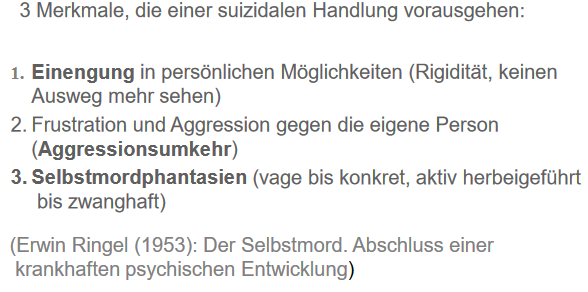 3 Merkmale, die einer suizidalen Handlung vorausgehen:
1. Einengung in persönlichen Möglichkeiten (Rigidität, keinen
Ausweg mehr sehen)
2. Frustration und Aggression gegen die eigene Person
(Aggressionsumkehr)
3. Selbstmordphantasien (vage bis konkret, aktiv herbeigeführt
bis zwanghaft)
(Erwin Ringel (1953): Der Selbstmord. Abschluss einer
krankhaften psychischen Entwicklung)